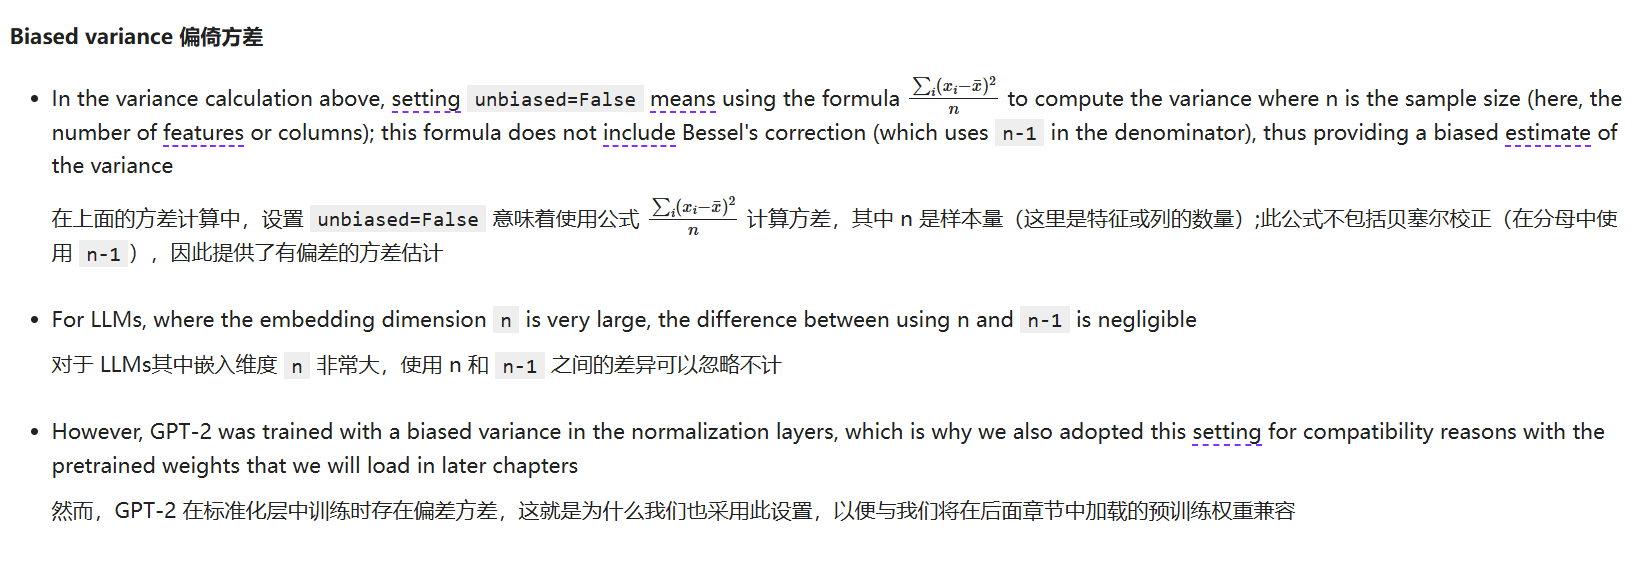 Biased variance 偏倚方差
• In the variance calculation above, setting unbiased=False means using the formula \frac{\sum_i (x_i - \bar{x})^2}{n} to compute the variance where n is the sample size (here, the
number of features or columns); this formula does not include Bessel's correction (which uses n-1 in the denominator), thus providing a biased estimate of
the variance
在上面的方差计算中，设置 unbiased=False 意味着使用公式 \frac{\sum_i (x_i - \bar{x})^2}{n} 计算方差，其中 n 是样本量（这里是特征或列的数量）;此公式不包括贝塞尔校正（在分母中使
用 n-1 ），因此提供了有偏差的方差估计
• For LLMs, where the embedding dimension n is very large, the difference between using n and n-1 is negligible
对于 LLMs其中嵌入维度 n 非常大，使用 n 和 n-1 之间的差异可以忽略不计
• However, GPT-2 was trained with a biased variance in the normalization layers, which is why we also adopted this setting for compatibility reasons with the
pretrained weights that we will load in later chapters
然而，GPT-2 在标准化层中训练时存在偏差方差，这就是为什么我们也采用此设置，以便与我们将在后面章节中加载的预训练权重兼容